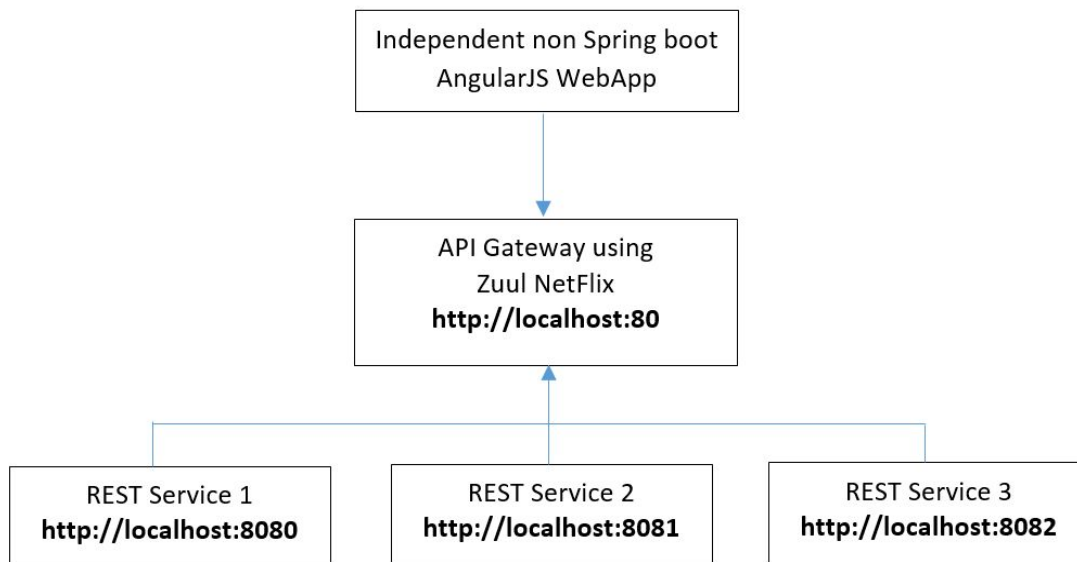 Independent non Spring boot
AngularJS WebApp
API Gateway using
Zuul NetFlix
http://localhost:80
REST Service 1
http://localhost:8080
REST Service 2
http://localhost:8081
REST Service 3
http://localhost:8082